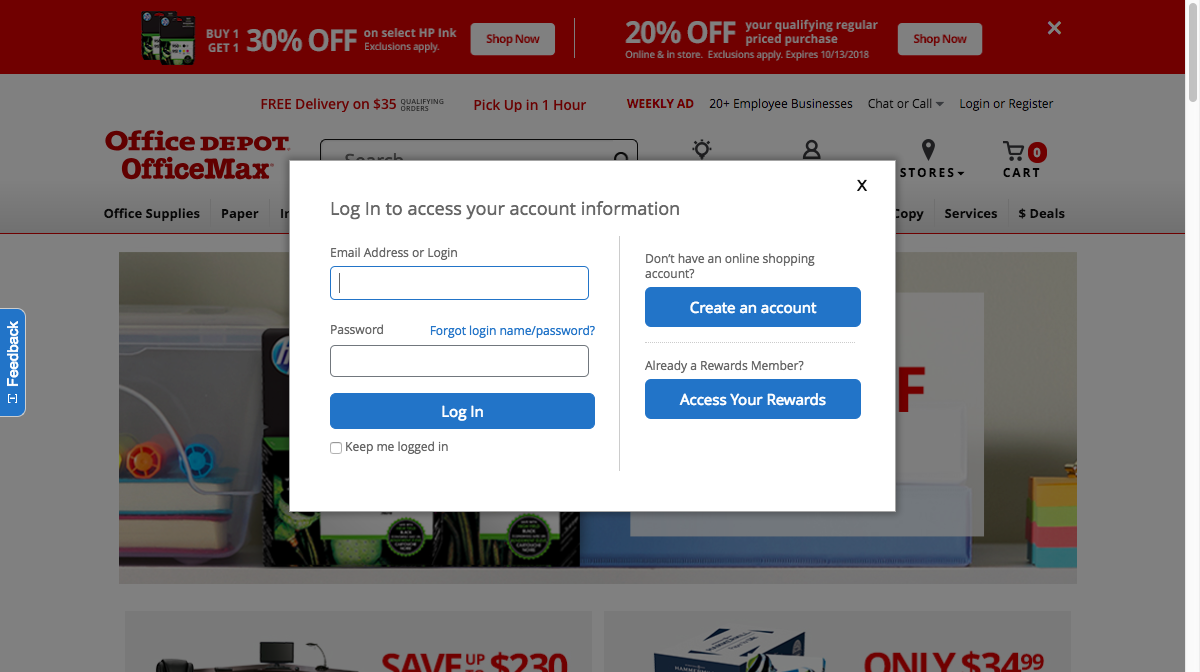 BUY 1
GET 1
30% OFF
on select HP Ink
Exclusions apply.
Shop Now
20% OFF
your qualifying regular
priced purchase
Online & in store. Exclusions apply. Expires 10/13/2018
Shop Now
FREE Delivery on $35 QUALIFYING ORDERS
Pick Up in 1 Hour
WEEKLY AD
20+ Employee Businesses
Chat or Call
Login or Register
Office DEPOT
OfficeMax
Search
STORES
0
CART
Office Supplies
Paper
Copy
Services
$ Deals
X
Log In to access your account information
Email Address or Login
Password
Forgot login name/password?
Log In
Keep me logged in
Don't have an online shopping
account?
Create an account
Already a Rewards Member?
Access Your Rewards
Feedback
hp
SAVE UP TO $230
ONLY $34.99